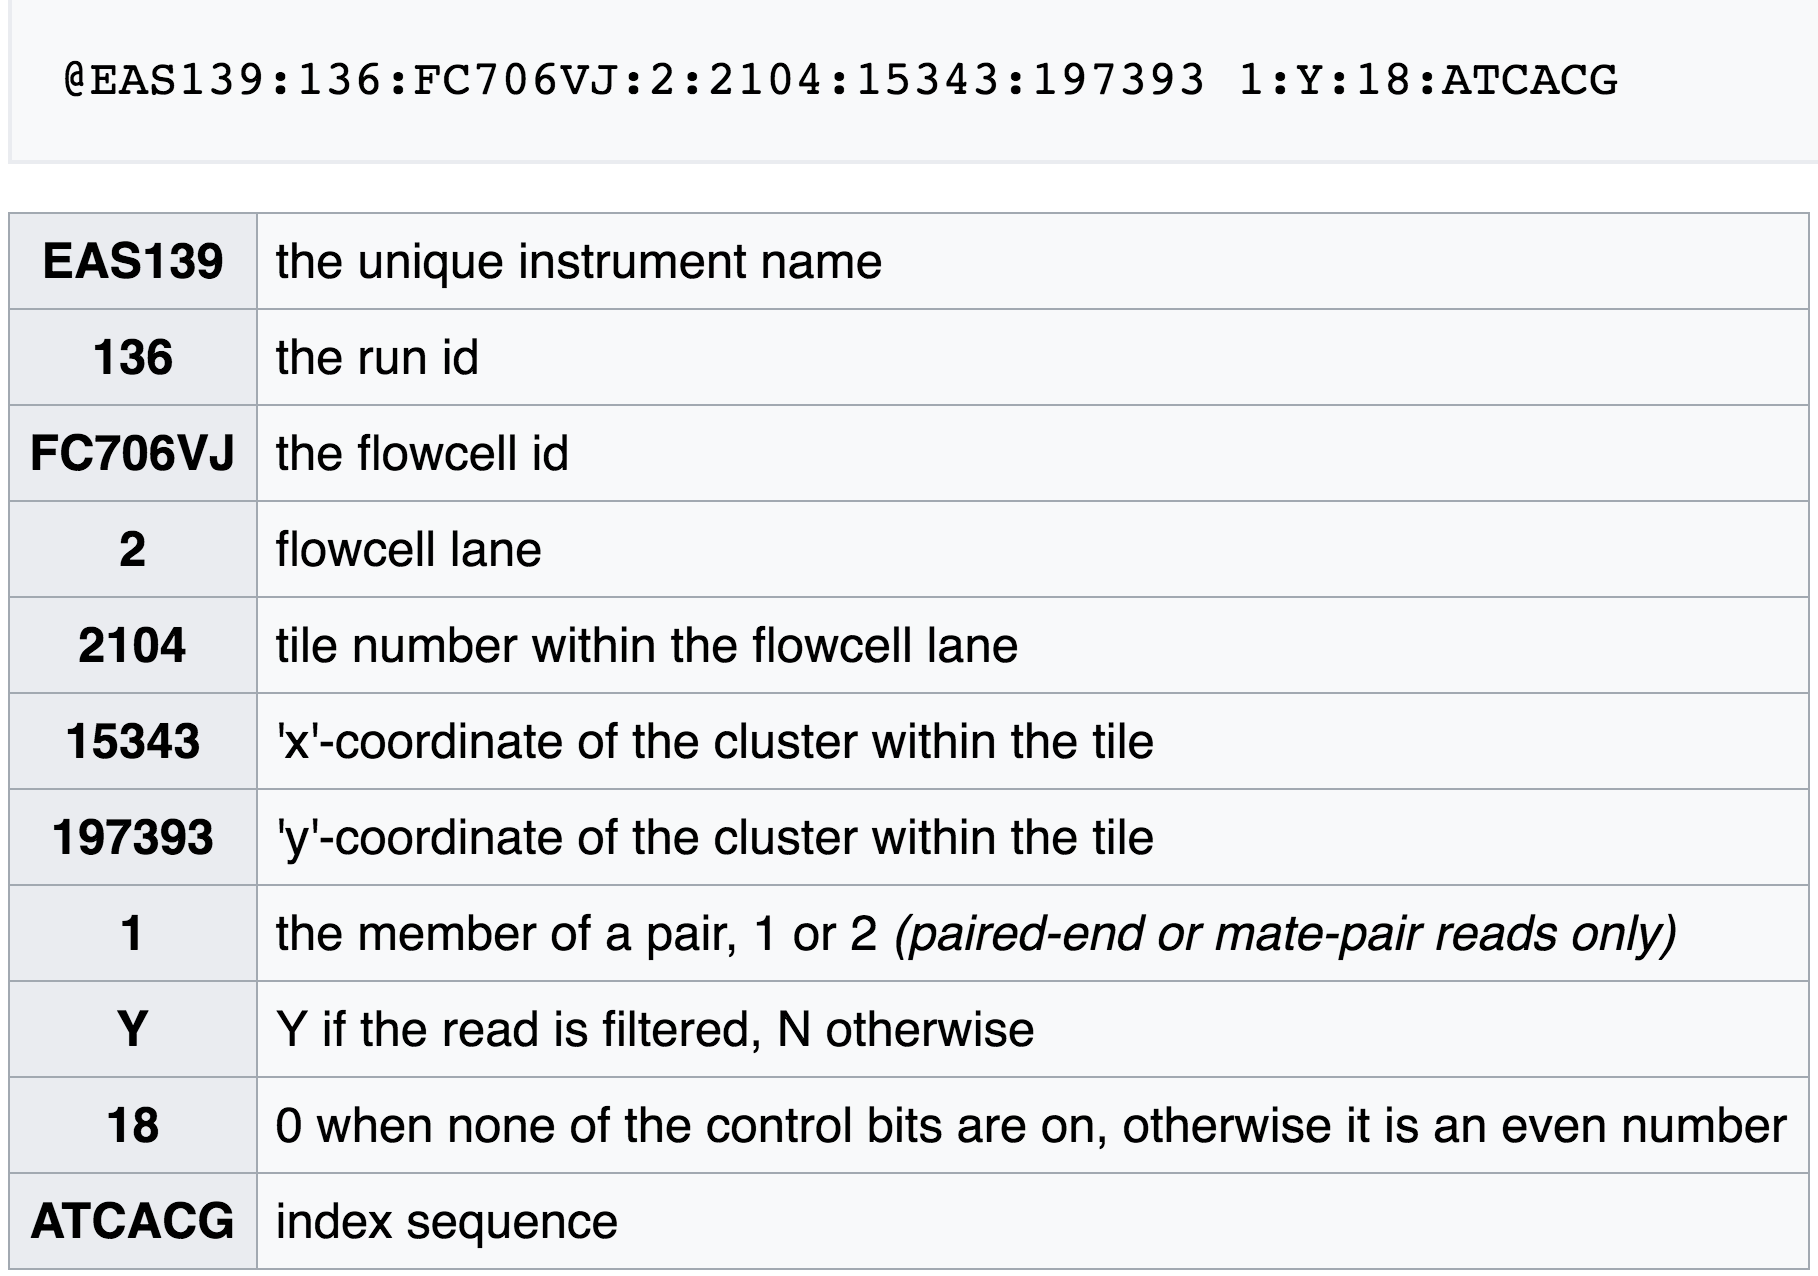 @EAS139:136:FC706VJ:2:2104:15343:197393 1:Y:18:ATCACG
EAS139 the unique instrument name
136 the run id
FC706VJ the flowcell id
2 flowcell lane
2104 tile number within the flowcell lane
15343 'x'-coordinate of the cluster within the tile
197393 'y'-coordinate of the cluster within the tile
1 the member of a pair, 1 or 2 (paired-end or mate-pair reads only)
Y Y if the read is filtered, N otherwise
18 0 when none of the control bits are on, otherwise it is an even number
ATCACG index sequence